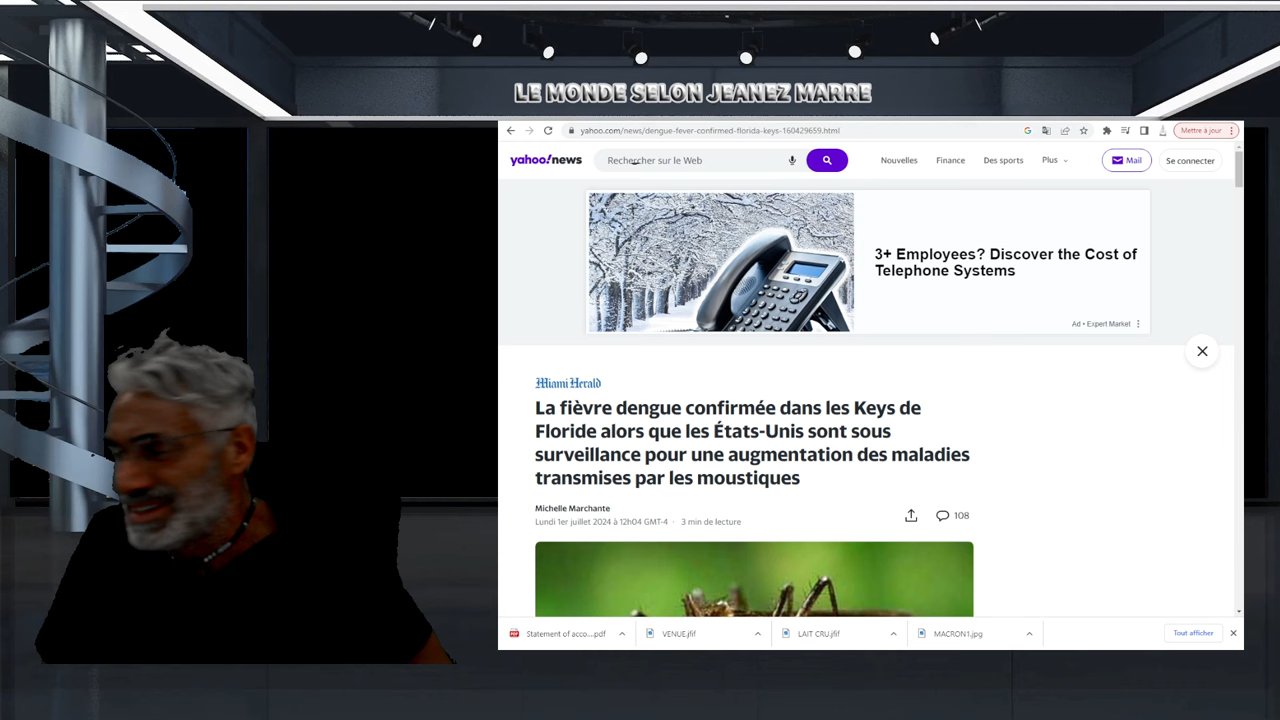 LE MONDE SELON JEANEZ MARRE
yahoo.com/news/dengue-fever-confirmed-florida-keys-160429659.html
Mettre à jour
yahoo!news
Rechercher sur le Web
Nouvelles
Finance
Des sports
Plus
Mail
Se connecter
3+ Employees? Discover the Cost of
Telephone Systems
Ad • Expert Market
Miami Herald
La fièvre dengue confirmée dans les Keys de
Floride alors que les États-Unis sont sous
surveillance pour une augmentation des maladies
transmises par les moustiques
Michelle Marchante
Lundi 1er juillet 2024 à 12h04 GMT-4 · 3 min de lecture
108
PDF
Statement of acco....pdf
VENUE.jfif
LAIT CRU.jfif
MACRON1.jpg
Tout afficher